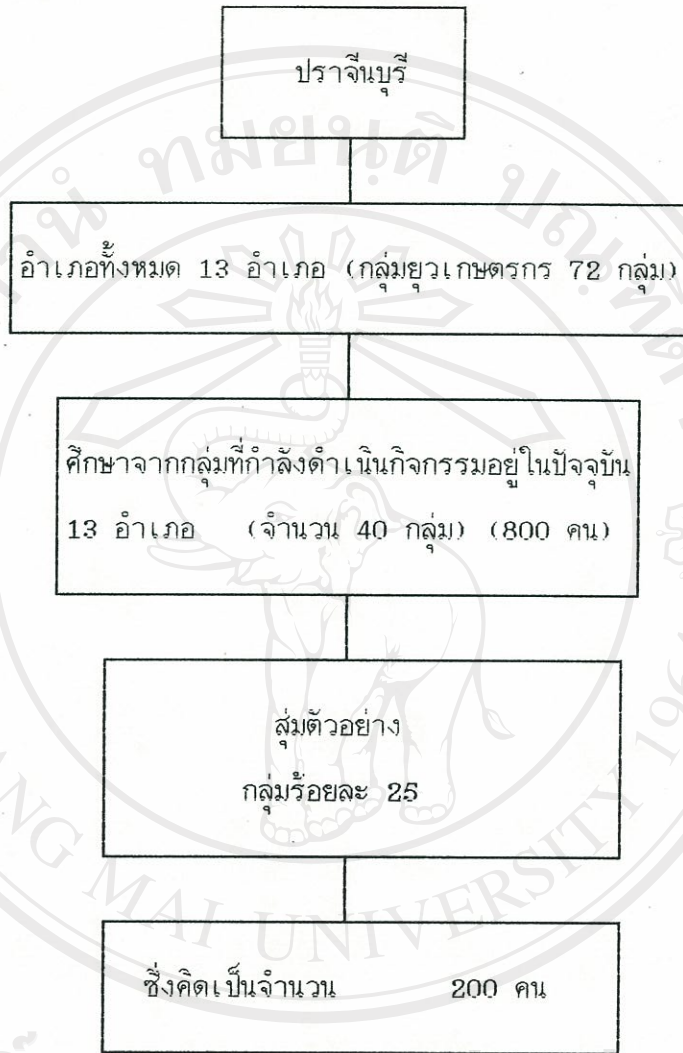 ปราจีนบุรี
อำเภอทั้งหมด 13 อำเภอ (กลุ่มยุวเกษตรกร 72 กลุ่ม)
ศึกษาจากกลุ่มที่กำลังดำเนินกิจกรรมอยู่ในปัจจุบัน
13 อำเภอ (จำนวน 40 กลุ่ม) (800 คน)
สุ่มตัวอย่าง
กลุ่มร้อยละ 25
ซึ่งคิดเป็นจำนวน 200 คน
MAI UNIVERSITY